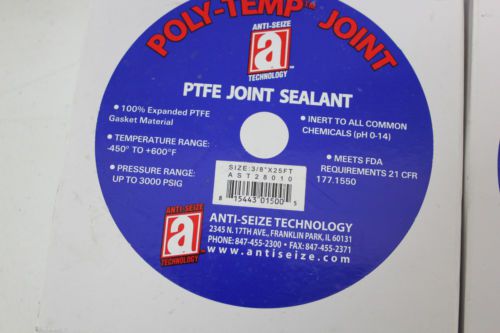 POLY-TEMP™ JOINT
ANTI-SEIZE
a
TECHNOLOGY
™
PTFE JOINT SEALANT
• 100% Expanded PTFE
Gasket Material
• TEMPERATURE RANGE:
-450° TO +600°F
• PRESSURE RANGE:
UP TO 3000 PSIG
• INERT TO ALL COMMON
CHEMICALS (pH 0-14)
• MEETS FDA
REQUIREMENTS 21 CFR
177.1550
SIZE:3/8"X25FT
AST28010
8 15443 01500 5
ANTI-SEIZE
a
TECHNOLOGY
ANTI-SEIZE TECHNOLOGY
2345 N. 17TH AVE., FRANKLIN PARK, IL 60131
PHONE: 847-455-2300 • FAX: 847-455-2371
www.antiseize.com